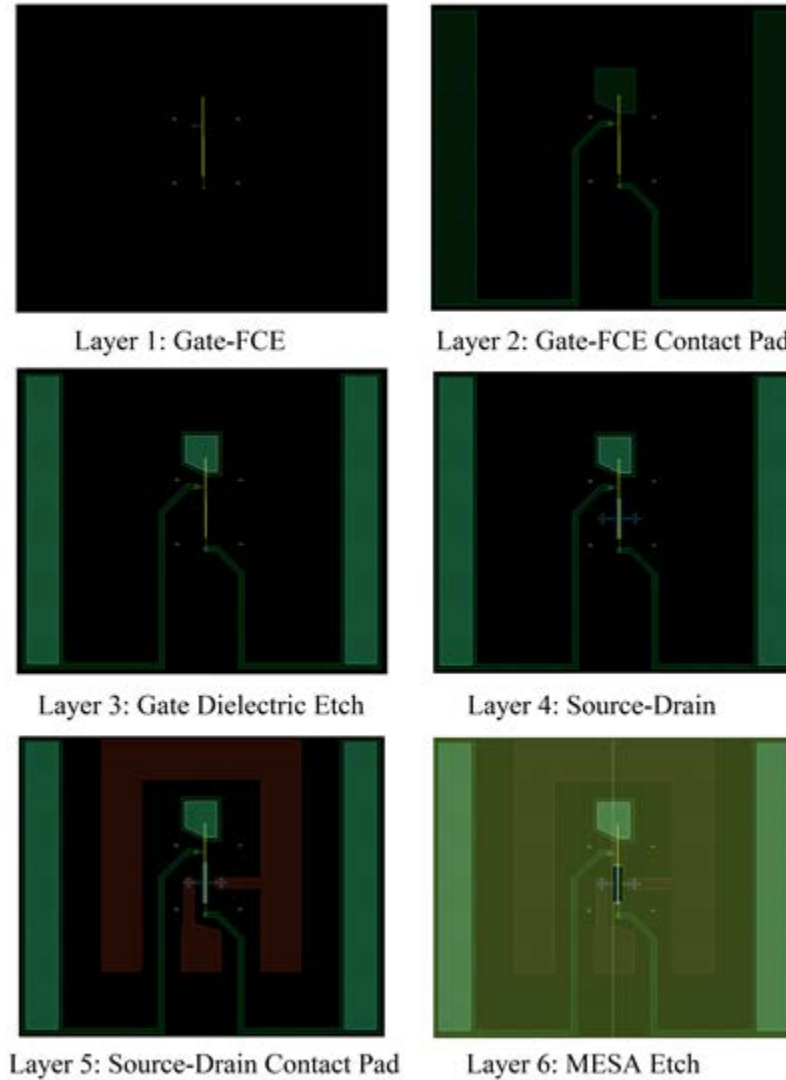 Layer 1: Gate-FCE
Layer 2: Gate-FCE Contact Pad
Layer 3: Gate Dielectric Etch
Layer 4: Source-Drain
Layer 5: Source-Drain Contact Pad
Layer 6: MESA Etch